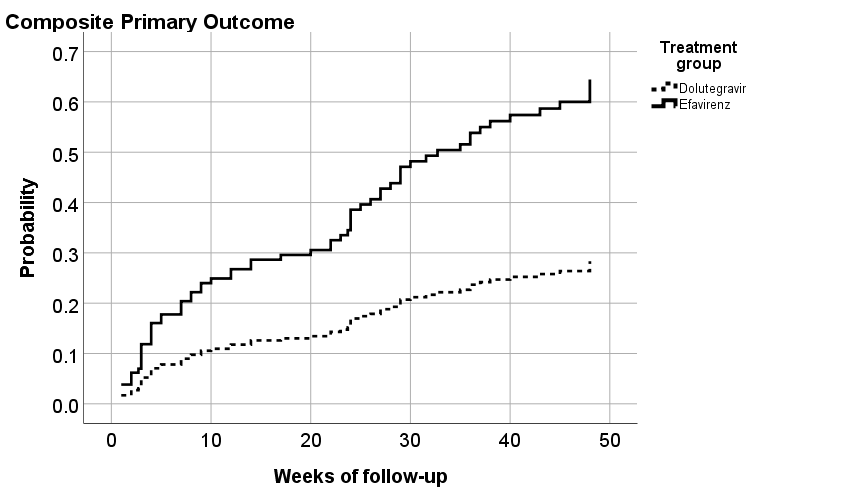 Composite Primary Outcome
0.7
0.6
0.5
0.4
0.3
0.2
0.1
0.0
Probability
0 10 20 30 40 50
Weeks of follow-up
Treatment
group
Dolutegravir
Efavirenz